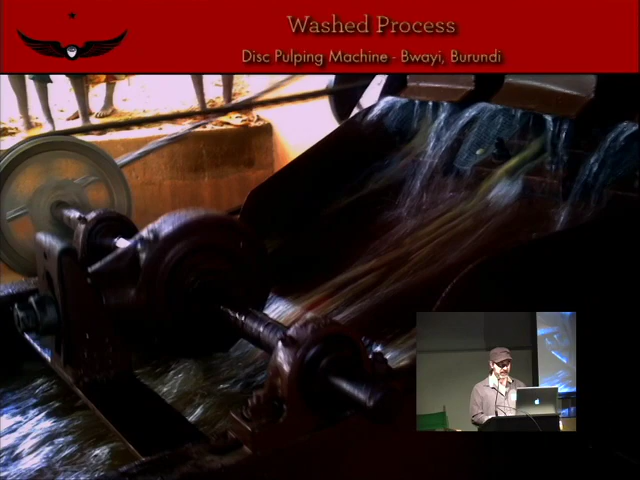 Washed Process
Disc Pulping Machine - Bwayi, Burundi